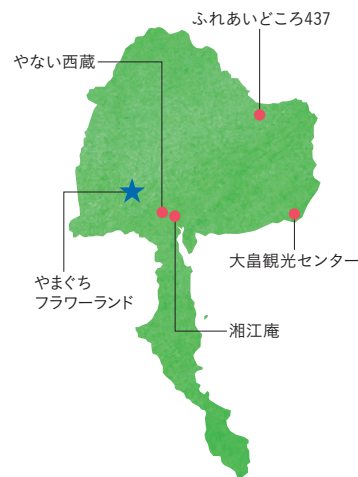 ふれあいどころ437
やない西蔵
やまぐち
フラワーランド
大畠観光センター
湘江庵